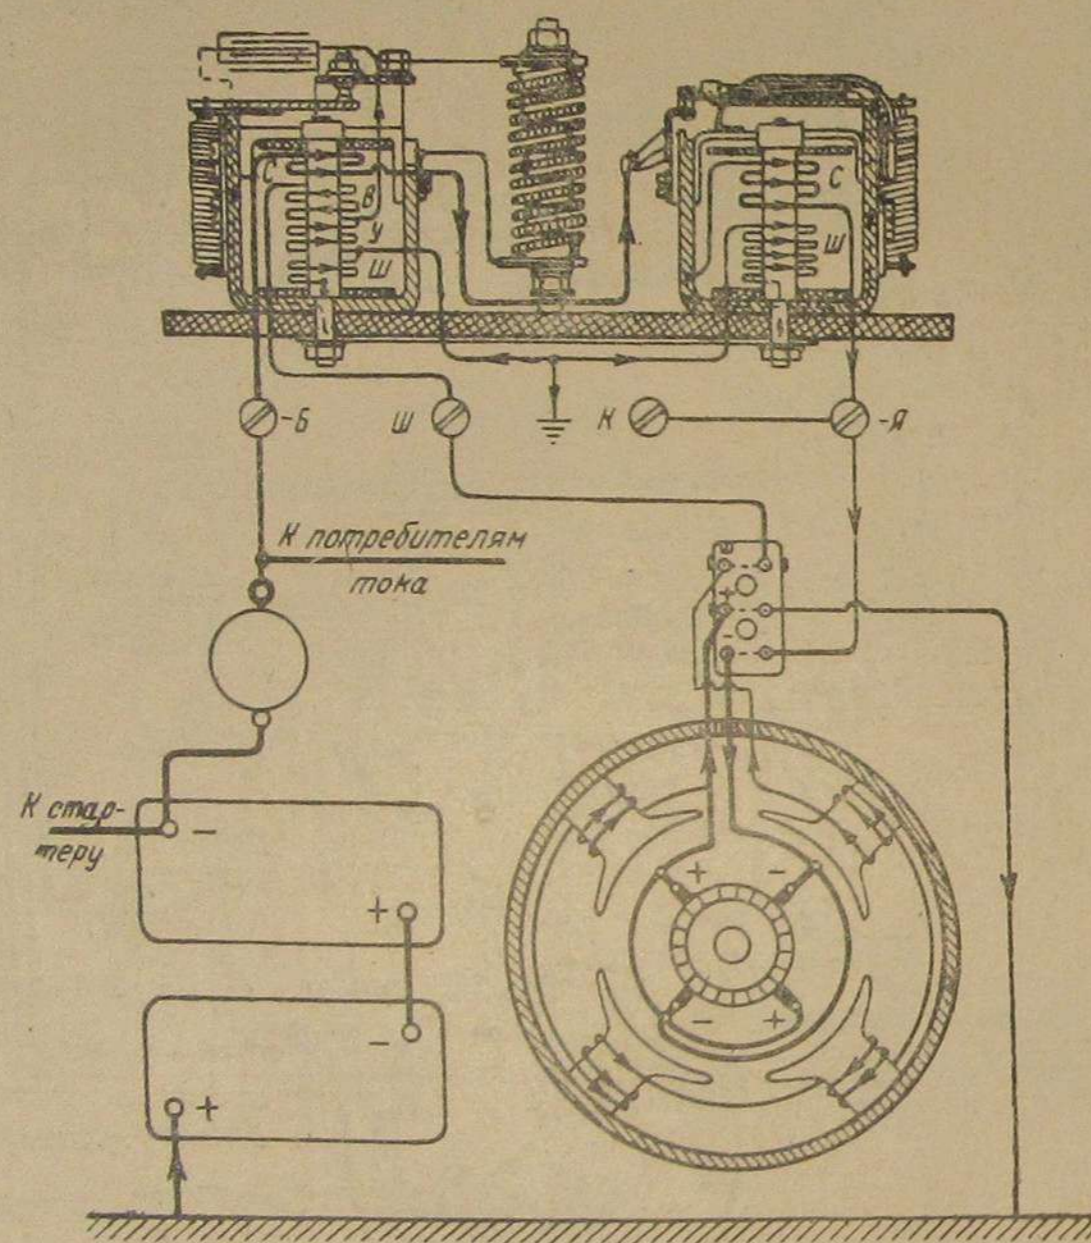 С
В
У
Ш
С
Ш
-Б
Ш
К
-Я
К потребителям
тока
+
-
К стар-
теру
-
+
-
+
+
-
-
+